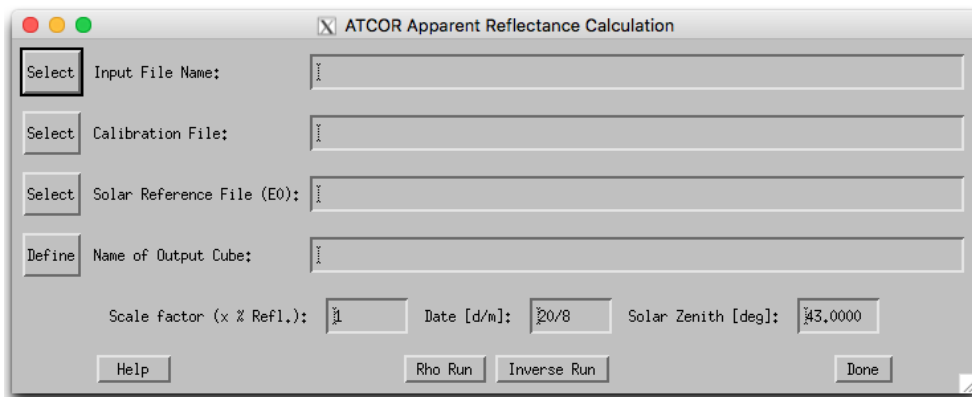 ATCOR Apparent Reflectance Calculation
Select Input File Name:
Select Calibration File:
Select Solar Reference File (E0):
Define Name of Output Cube:
Scale factor (x % Refl.): 1 Date [d/m]: 20/8 Solar Zenith [deg]: 43.0000
Help Rho Run Inverse Run Done